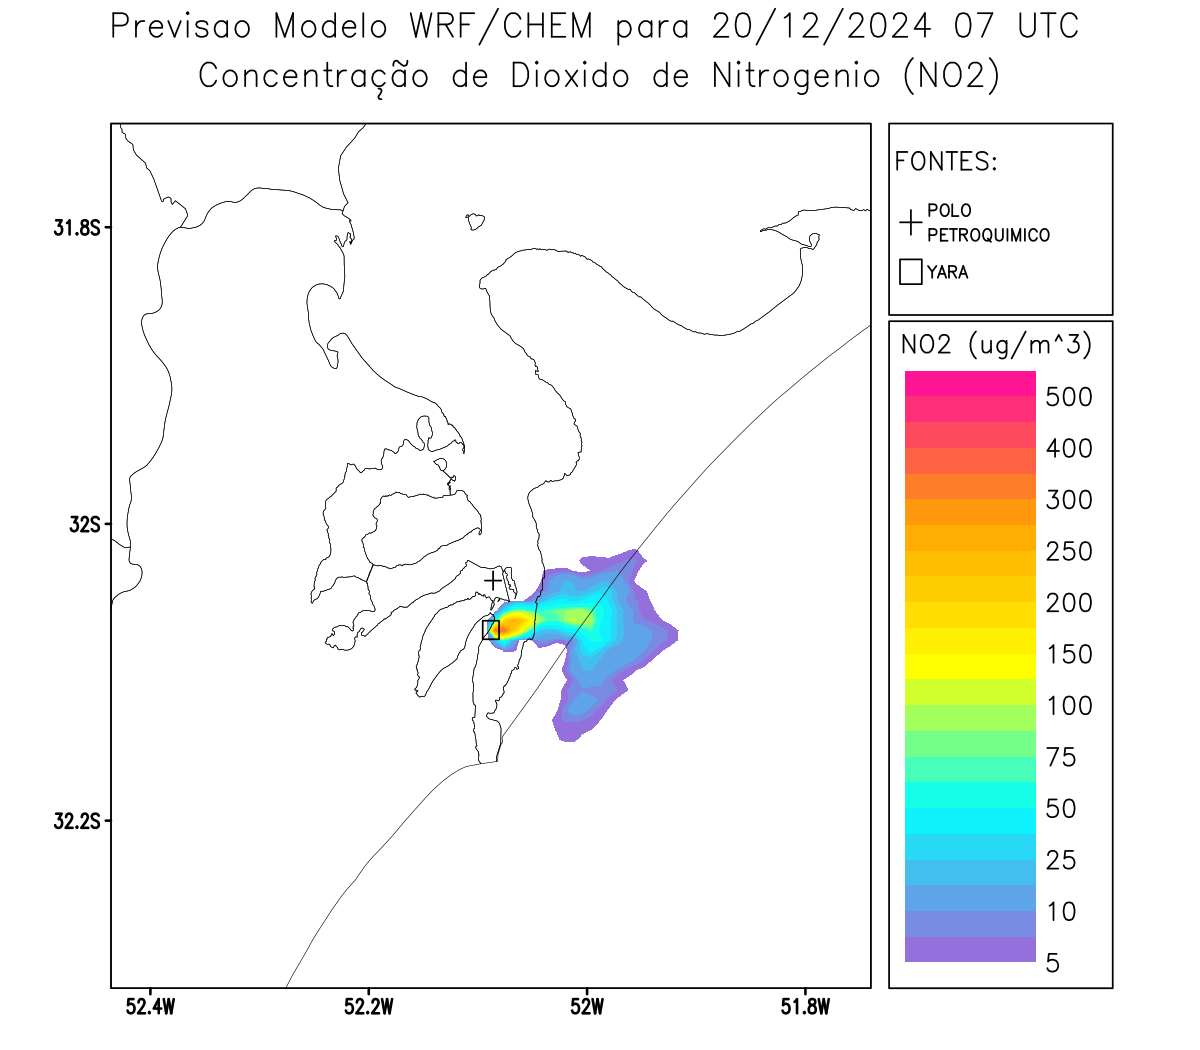 Previsao Modelo WRF/CHEM para 20/12/2024 07 UTC
Concentração de Dioxido de Nitrogenio (NO2)
FONTES:
POLO
PETROQUIMICO
YARA
NO2 (ug/m^3)
500
400
300
250
200
150
100
75
50
25
10
5
31.8S
32S
32.2S
52.4W
52.2W
52W
51.8W